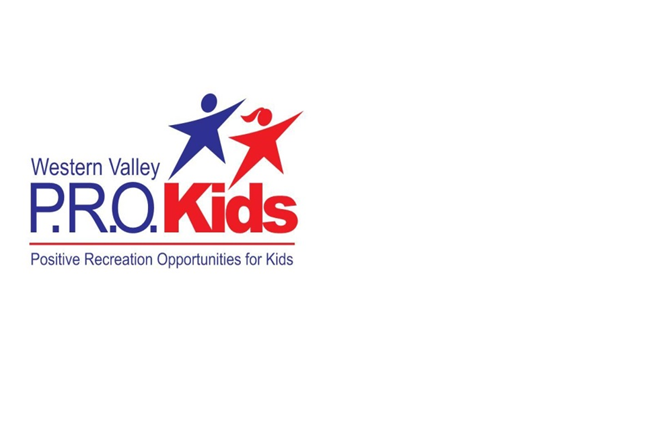 Western Valley
P.R.O.Kids
Positive Recreation Opportunities for Kids